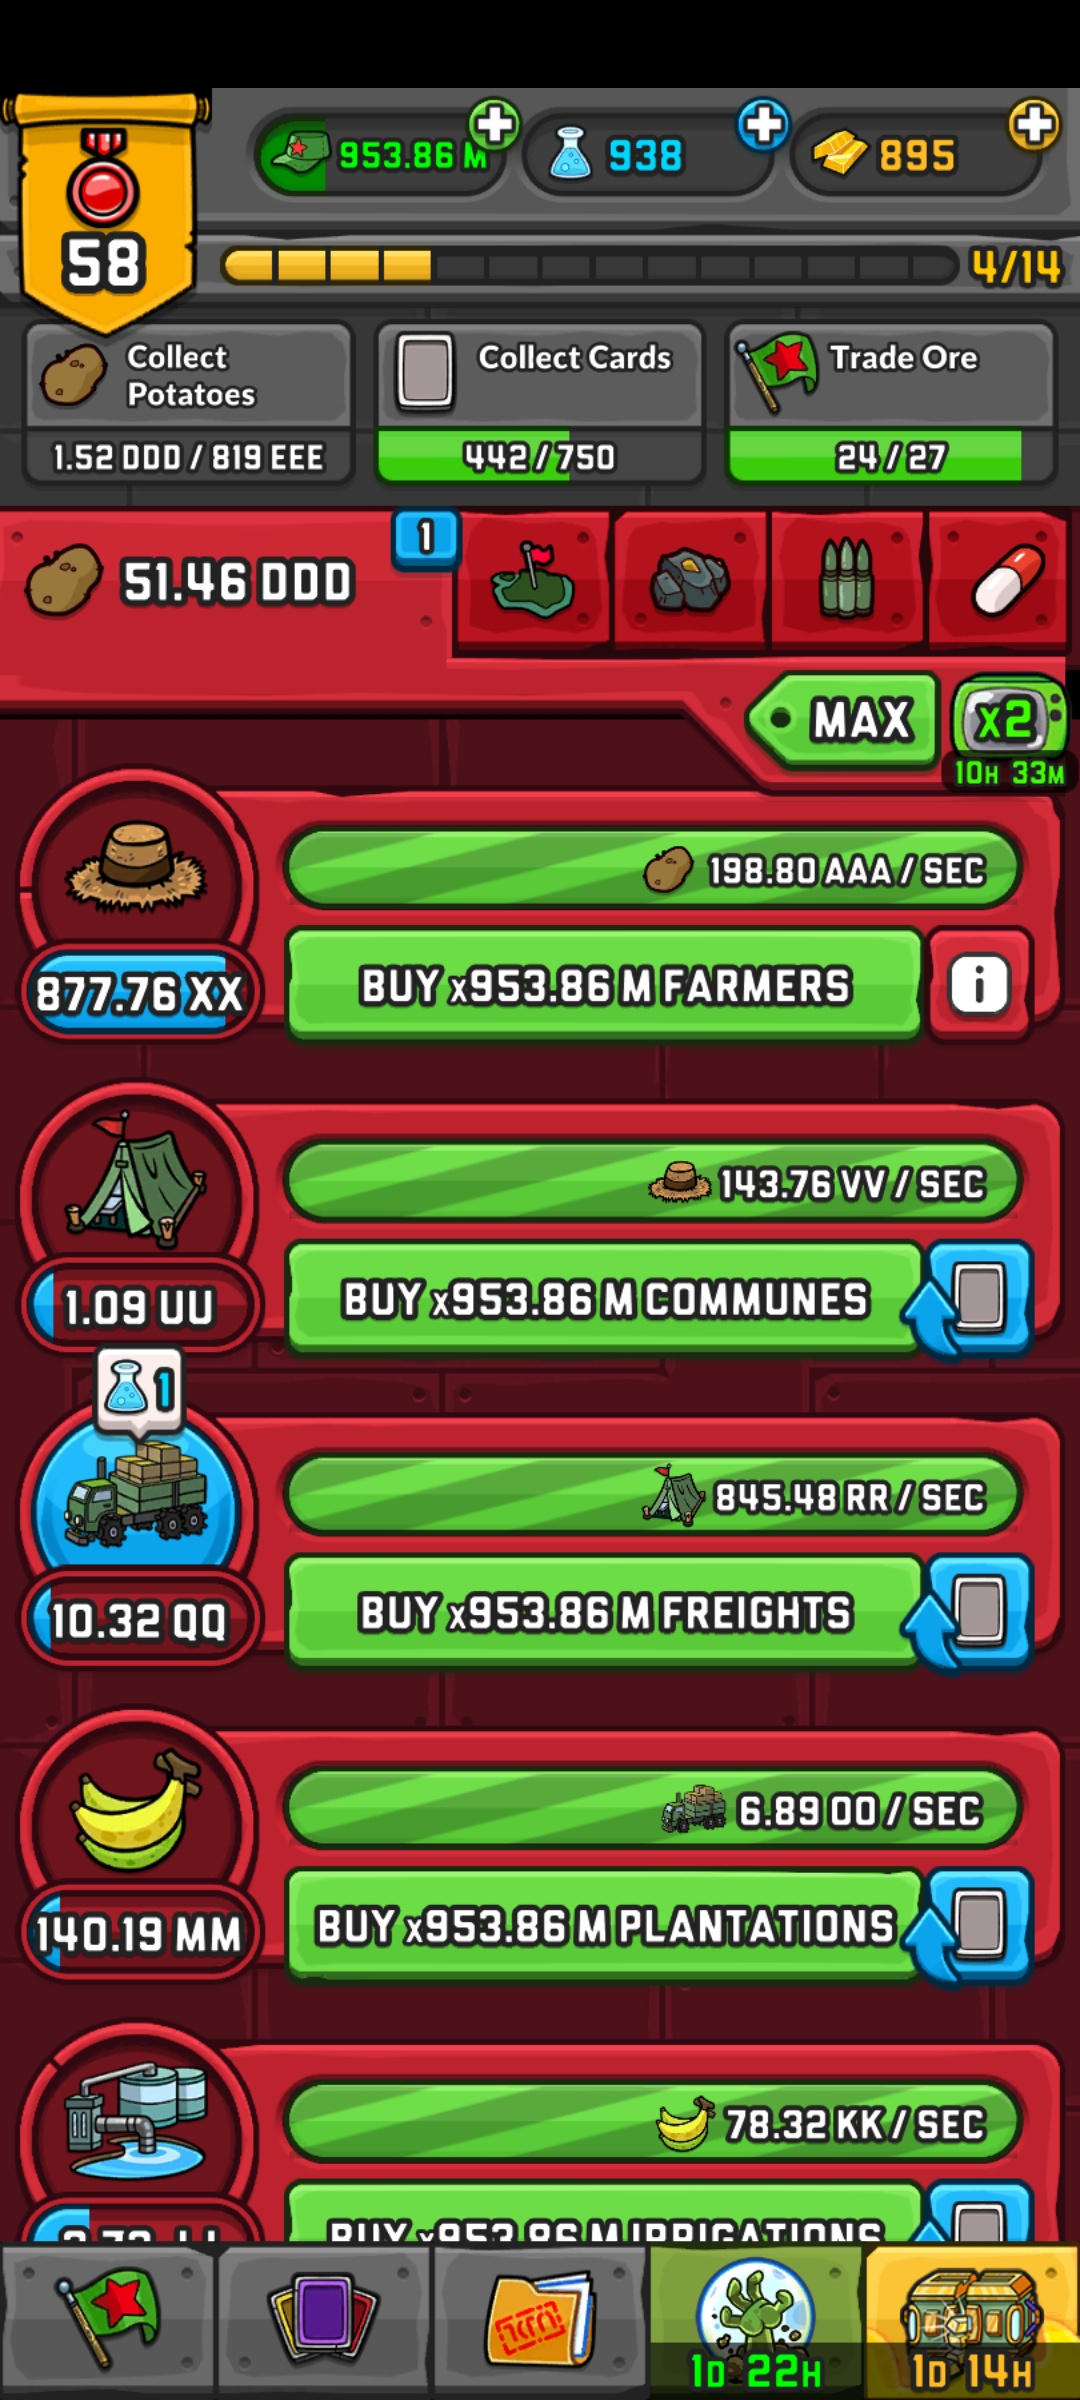 58
953.86 M
938
895
4/14
Collect
Potatoes
1.52 DDD / 819 EEE
Collect Cards
442 / 750
Trade Ore
24 / 27
51.46 DDD
1
MAX
x2
10H 33M
198.80 AAA / SEC
877.76 XX
BUY x953.86 M FARMERS
i
143.76 VV / SEC
1.09 UU
BUY x953.86 M COMMUNES
1
845.48 RR / SEC
10.32 QQ
BUY x953.86 M FREIGHTS
6.89 OO / SEC
140.19 MM
BUY x953.86 M PLANTATIONS
78.32 KK / SEC
BUY x953.86 M IRRIGATIONS
1D 22H
1D 14H